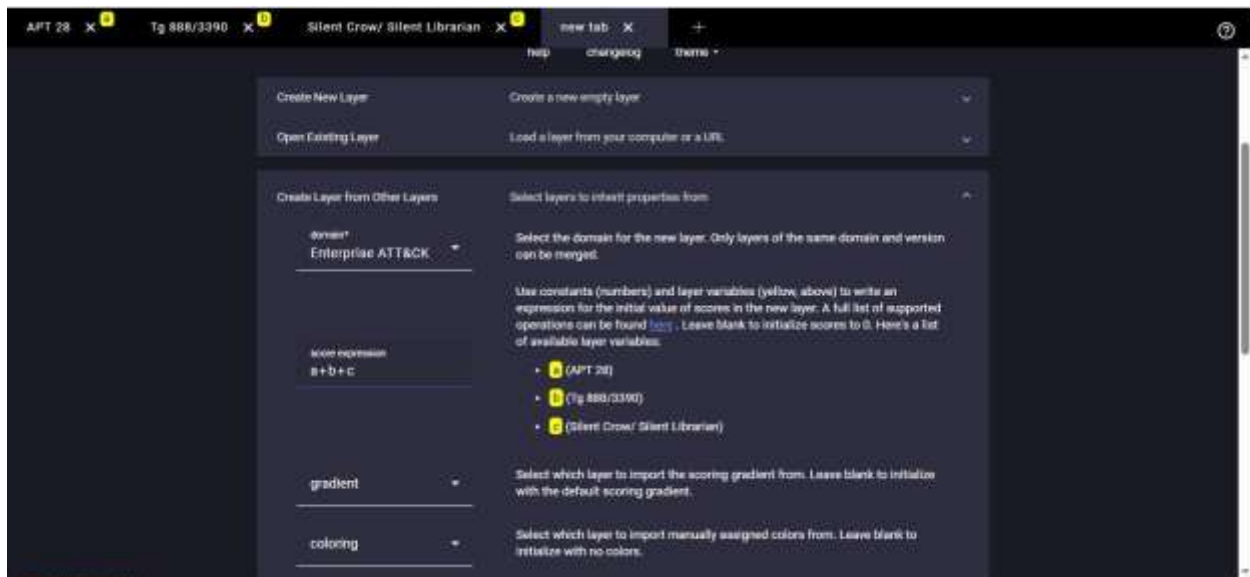 APT 28 × a Tg 888/3390 × b Silent Crow/ Silent Librarian × c new tab × +
help changelog theme
Create New Layer Create a new empty layer
Open Existing Layer Load a layer from your computer or a URL
Create Layer from Other Layers Select layers to inherit properties from
domain*
Enterprise ATT&CK
Select the domain for the new layer. Only layers of the same domain and version
can be merged.
Use constants (numbers) and layer variables (yellow, above) to write an
expression for the initial value of scores in the new layer. A full list of supported
operations can be found here . Leave blank to initialize scores to 0. Here's a list
of available layer variables:
score expression
a+b+c
• a (APT 28)
• b (Tg 888/3390)
• c (Silent Crow/ Silent Librarian)
gradient
Select which layer to import the scoring gradient from. Leave blank to initialize
with the default scoring gradient.
coloring
Select which layer to import manually assigned colors from. Leave blank to
initialize with no colors.